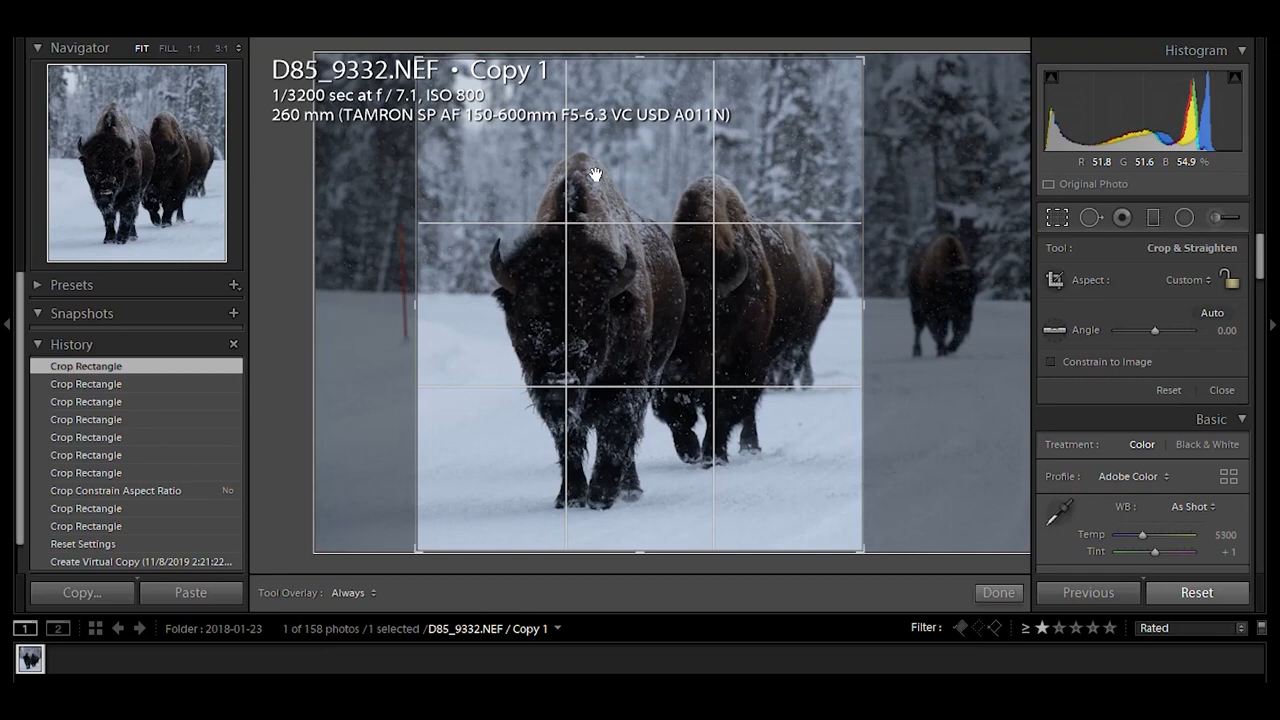 Navigator FIT FILL 1:1 3:1
Presets
Snapshots
History
Crop Rectangle
Crop Rectangle
Crop Rectangle
Crop Rectangle
Crop Rectangle
Crop Rectangle
Crop Rectangle
Crop Constrain Aspect Ratio No
Crop Rectangle
Crop Rectangle
Reset Settings
Create Virtual Copy (11/8/2019 2:21:22...
Copy... Paste
D85_9332.NEF • Copy 1
1/3200 sec at f / 7.1, ISO 800
260 mm (TAMRON SP AF 150-600mm F5-6.3 VC USD A011N)
Tool Overlay : Always Done
Histogram
R 51.8 G 51.6 B 54.9 %
Original Photo
Tool : Crop & Straighten
Aspect : Custom
Auto
Angle 0.00
Constrain to Image
Reset Close
Basic
Treatment : Color Black & White
Profile : Adobe Color
WB : As Shot
Temp 5300
Tint + 1
Previous Reset
1 2 Folder : 2018-01-23 1 of 158 photos / 1 selected / D85_9332.NEF / Copy 1 Filter : ≥ ★★★★★ Rated